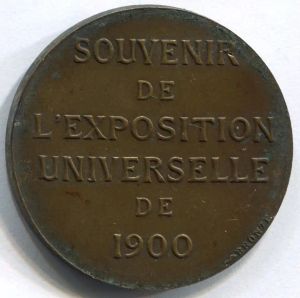 SOUVENIR
DE
L'EXPOSITION
UNIVERSELLE
DE
1900